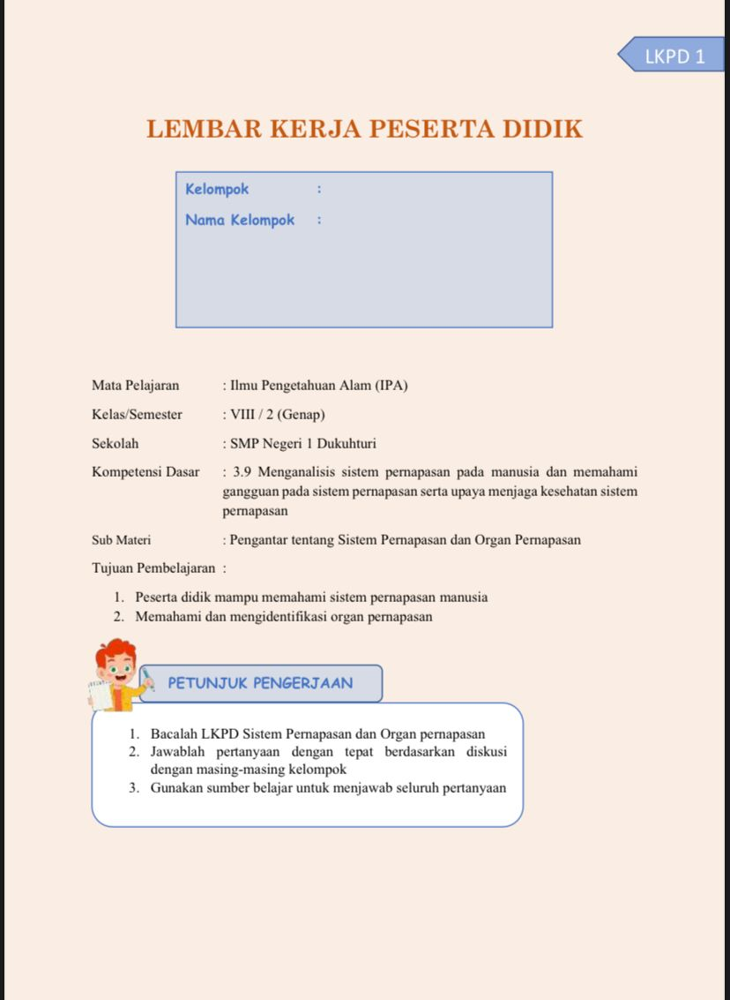 LKPD 1
LEMBAR KERJA PESERTA DIDIK
Kelompok :
Nama Kelompok :
Mata Pelajaran : Ilmu Pengetahuan Alam (IPA)
Kelas/Semester : VIII / 2 (Genap)
Sekolah : SMP Negeri 1 Dukuhturi
Kompetensi Dasar : 3.9 Menganalisis sistem pernapasan pada manusia dan memahami
gangguan pada sistem pernapasan serta upaya menjaga kesehatan sistem
pernapasan
Sub Materi : Pengantar tentang Sistem Pernapasan dan Organ Pernapasan
Tujuan Pembelajaran :
1. Peserta didik mampu memahami sistem pernapasan manusia
2. Memahami dan mengidentifikasi organ pernapasan
PETUNJUK PENGERJAAN
1. Bacalah LKPD Sistem Pernapasan dan Organ pernapasan
2. Jawablah pertanyaan dengan tepat berdasarkan diskusi
dengan masing-masing kelompok
3. Gunakan sumber belajar untuk menjawab seluruh pertanyaan